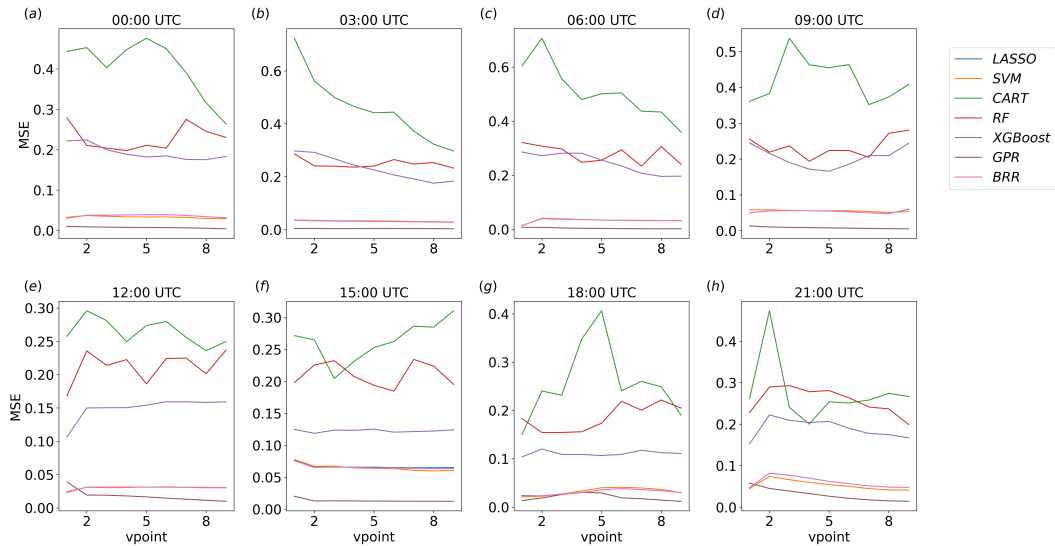 (a) 00:00 UTC
(b) 03:00 UTC
(c) 06:00 UTC
(d) 09:00 UTC
MSE
0.4
0.3
0.2
0.1
0.0
2 5 8
0.6
0.4
0.2
0.0
2 5 8
0.6
0.4
0.2
0.0
2 5 8
0.5
0.4
0.3
0.2
0.1
0.0
2 5 8
LASSO
SVM
CART
RF
XGBoost
GPR
BRR
(e) 12:00 UTC
(f) 15:00 UTC
(g) 18:00 UTC
(h) 21:00 UTC
MSE
0.30
0.25
0.20
0.15
0.10
0.05
0.00
2 5 8
vpoint
0.30
0.25
0.20
0.15
0.10
0.05
0.00
2 5 8
vpoint
0.4
0.3
0.2
0.1
0.0
2 5 8
vpoint
0.4
0.3
0.2
0.1
0.0
2 5 8
vpoint